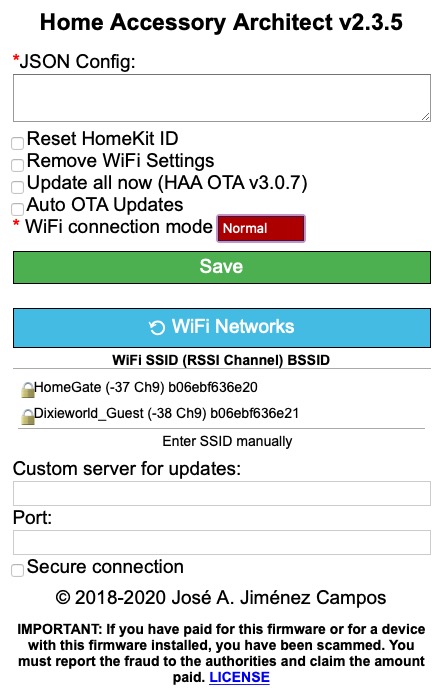 Home Accessory Architect v2.3.5
*JSON Config:
Reset HomeKit ID
Remove WiFi Settings
Update all now (HAA OTA v3.0.7)
Auto OTA Updates
* WiFi connection mode Normal
Save
WiFi Networks
WiFi SSID (RSSI Channel) BSSID
HomeGate (-37 Ch9) b06ebf636e20
Dixieworld_Guest (-38 Ch9) b06ebf636e21
Enter SSID manually
Custom server for updates:
Port:
Secure connection
© 2018-2020 José A. Jiménez Campos
IMPORTANT: If you have paid for this firmware or for a device
with this firmware installed, you have been scammed. You
must report the fraud to the authorities and claim the amount
paid. LICENSE